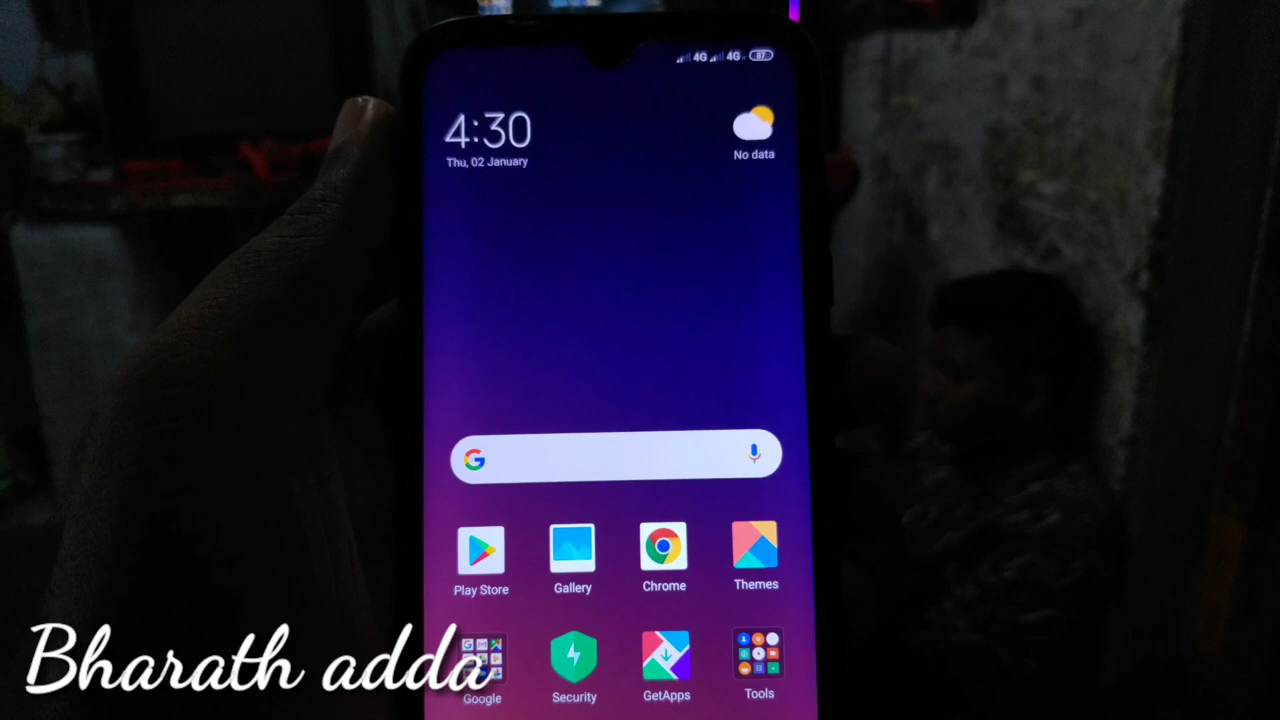 4G 4G 87
4:30
Thu, 02 January
No data
Play Store Gallery Chrome Themes
Google Security GetApps Tools
Bharath adda